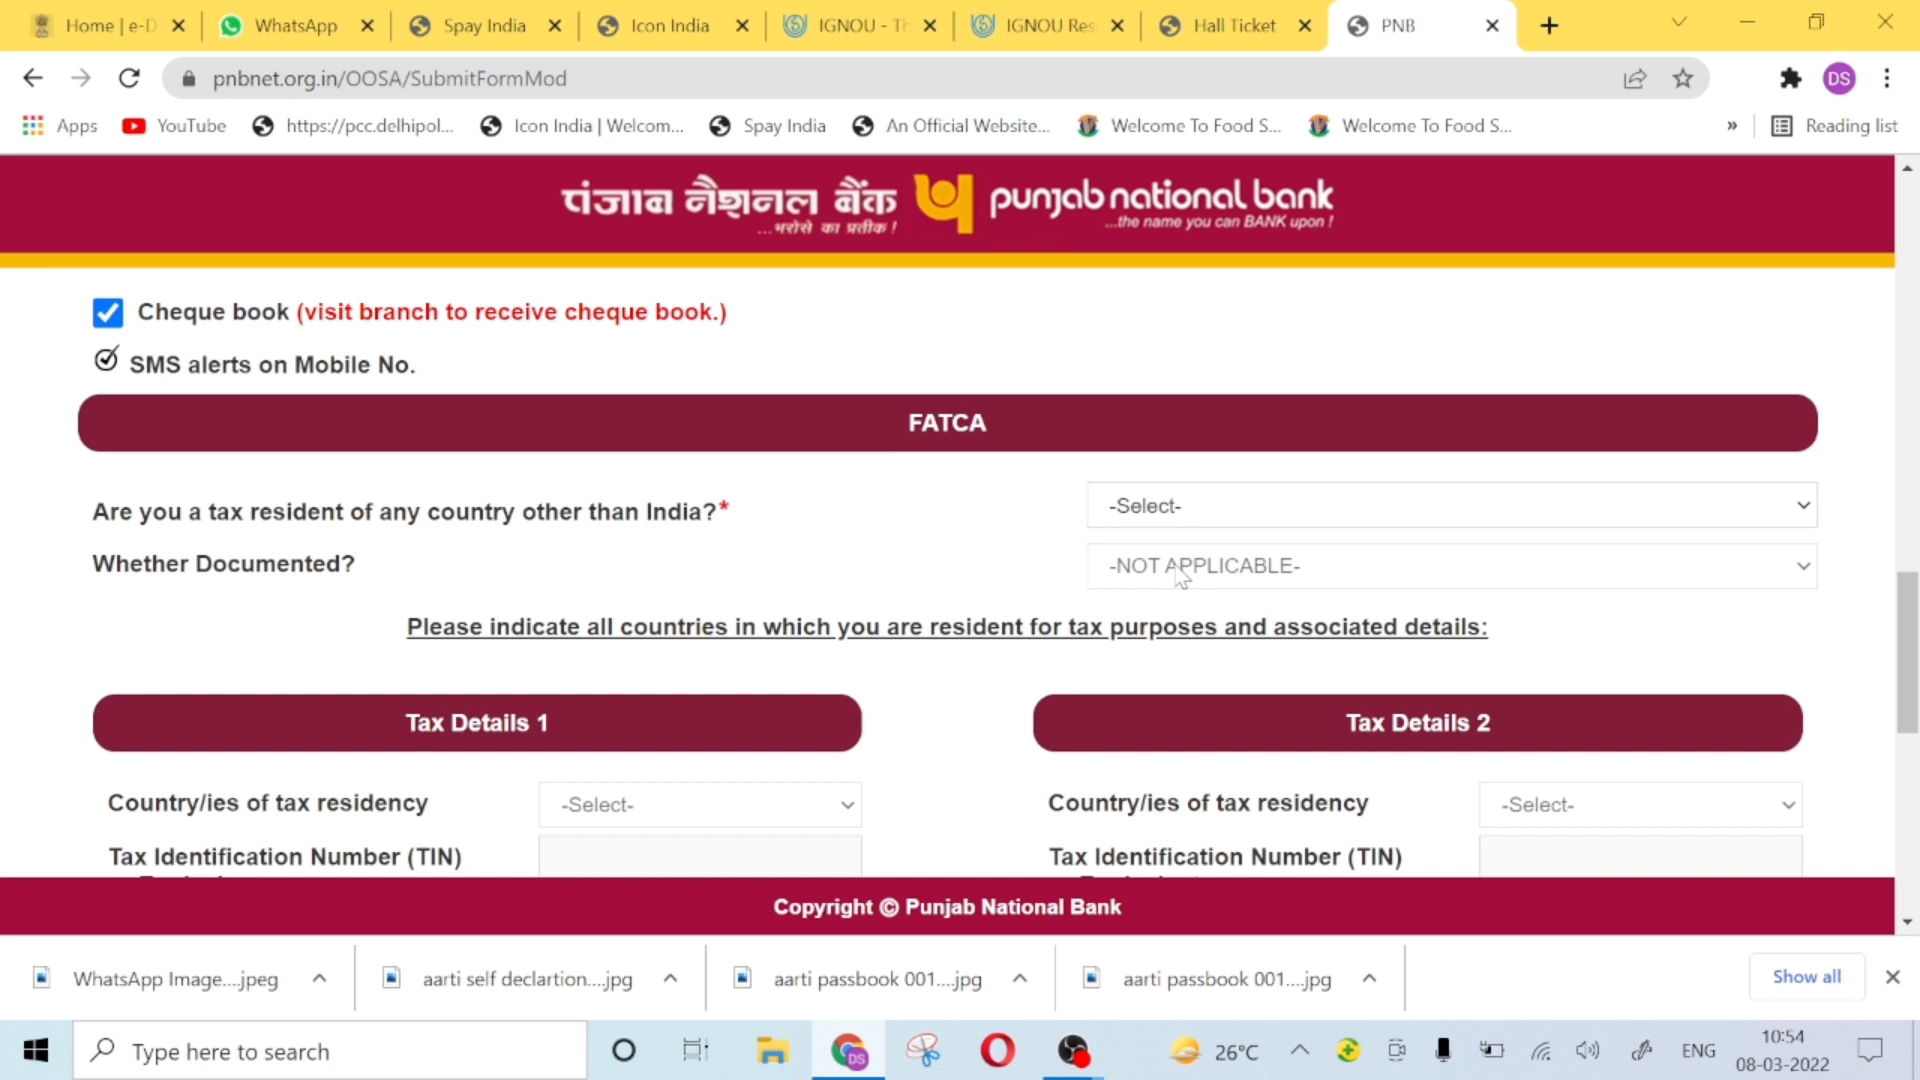 Home | e-D
WhatsApp
Spay India
Icon India
IGNOU - Th
IGNOU Res
Hall Ticket
PNB
pnbnet.org.in/OOSA/SubmitFormMod
DS
Apps
YouTube
https://pcc.delhipol...
Icon India | Welcom...
Spay India
An Official Website...
Welcome To Food S...
Welcome To Food S...
»
Reading list
पंजाब नैशनल बैंक
...भरोसे का प्रतीक !
punjab national bank
...the name you can BANK upon !
Cheque book (visit branch to receive cheque book.)
SMS alerts on Mobile No.
FATCA
Are you a tax resident of any country other than India?*
-Select-
Whether Documented?
-NOT APPLICABLE-
Please indicate all countries in which you are resident for tax purposes and associated details:
Tax Details 1
Tax Details 2
Country/ies of tax residency
-Select-
Country/ies of tax residency
-Select-
Tax Identification Number (TIN)
Tax Identification Number (TIN)
Copyright © Punjab National Bank
WhatsApp Image....jpeg
aarti self declartion....jpg
aarti passbook 001....jpg
aarti passbook 001....jpg
Show all
Type here to search
DS
26°C
ENG
10:54
08-03-2022